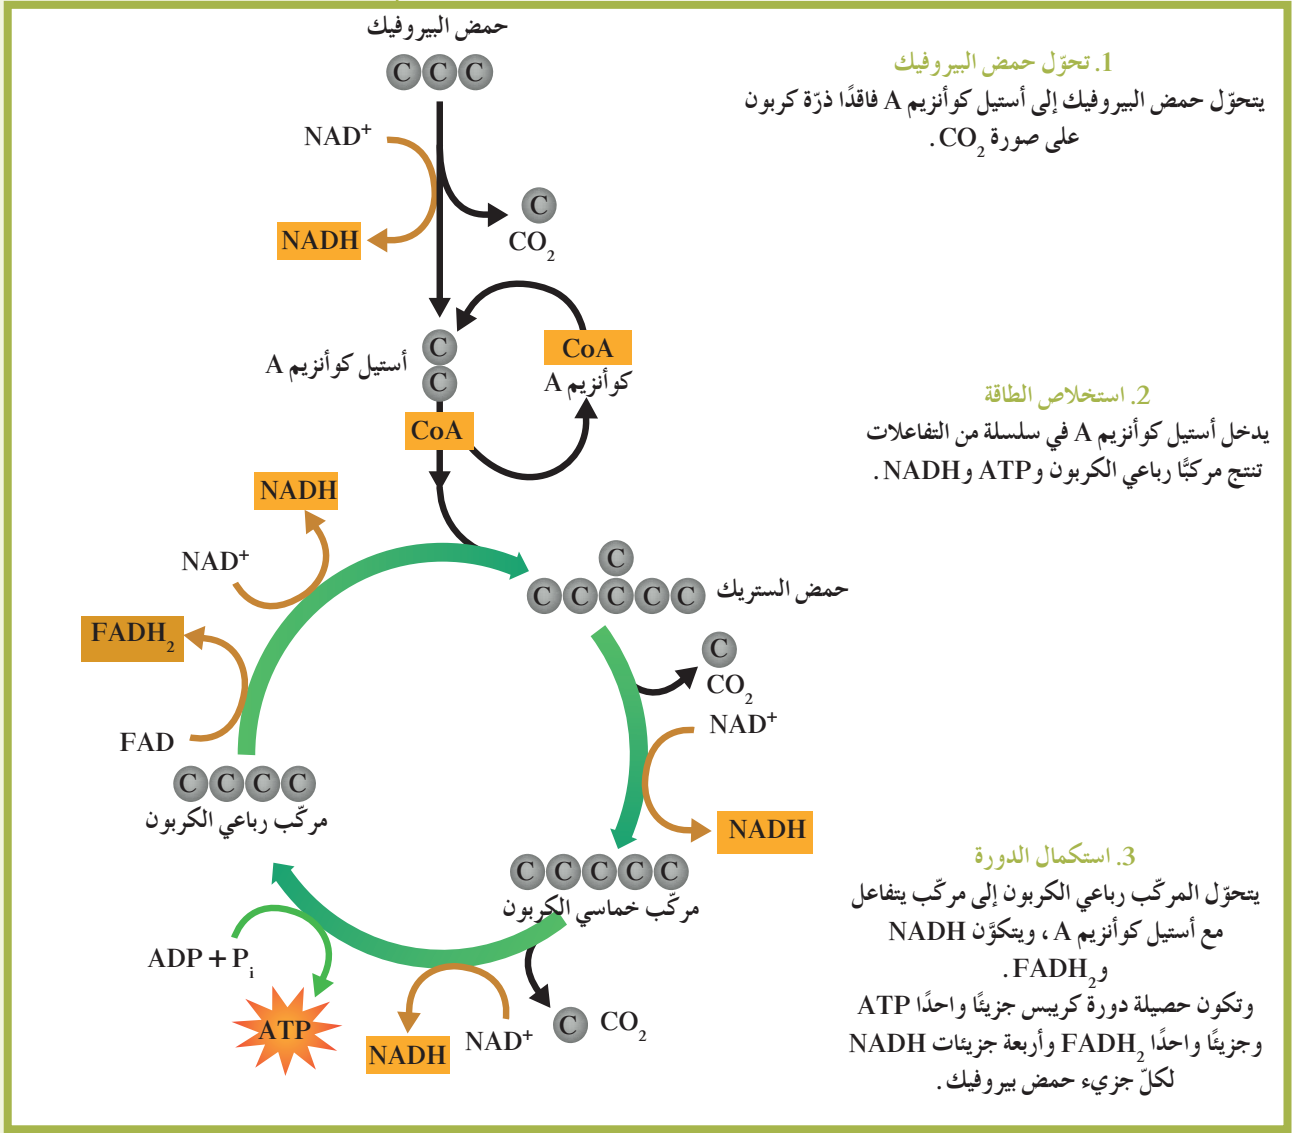 حمض البيروفيك
C C C
1. تحوّل حمض البيروفيك
يتحوّل حمض البيروفيك إلى أستيل كوأنزيم A فاقدًا ذرّة كربون
على صورة CO₂.
NAD⁺
NADH
C
CO₂
C
C
أستيل كوأنزيم A
CoA
كوأنزيم A
CoA
2. استخلاص الطاقة
يدخل أستيل كوأنزيم A في سلسلة من التفاعلات
تنتج مركبًّا رباعي الكربون وATP وNADH.
NADH
NAD⁺
FADH₂
FAD
C C C C
مركّب رباعي الكربون
C
C C C C C
حمض الستريك
C
CO₂
NAD⁺
NADH
C C C C C
مركّب خماسي الكربون
ADP + Pᵢ
ATP
NADH
NAD⁺
C
CO₂
3. استكمال الدورة
يتحوّل المركّب رباعي الكربون إلى مركّب يتفاعل
مع أستيل كوأنزيم A، ويتكوَّن NADH
وFADH₂.
وتكون حصيلة دورة كريبس جزيئًا واحدًا ATP
وجزيئًا واحدًا FADH₂ وأربعة جزيئات NADH
لكلّ جزيء حمض بيروفيك.